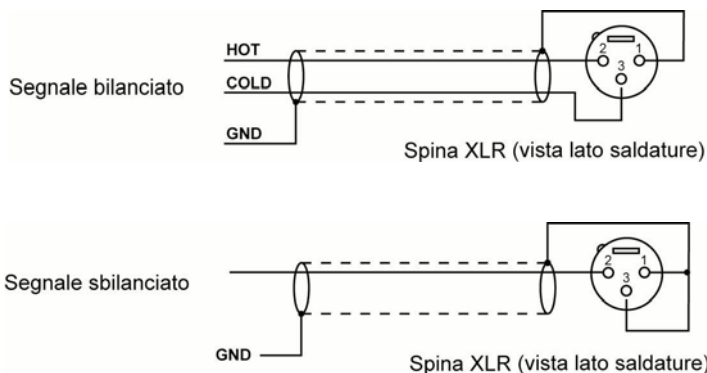 HOT
2 1
3
Segnale bilanciato
COLD
GND
Spina XLR (vista lato saldature)
2 1
3
Segnale sbilanciato
GND
Spina XLR (vista lato saldature)